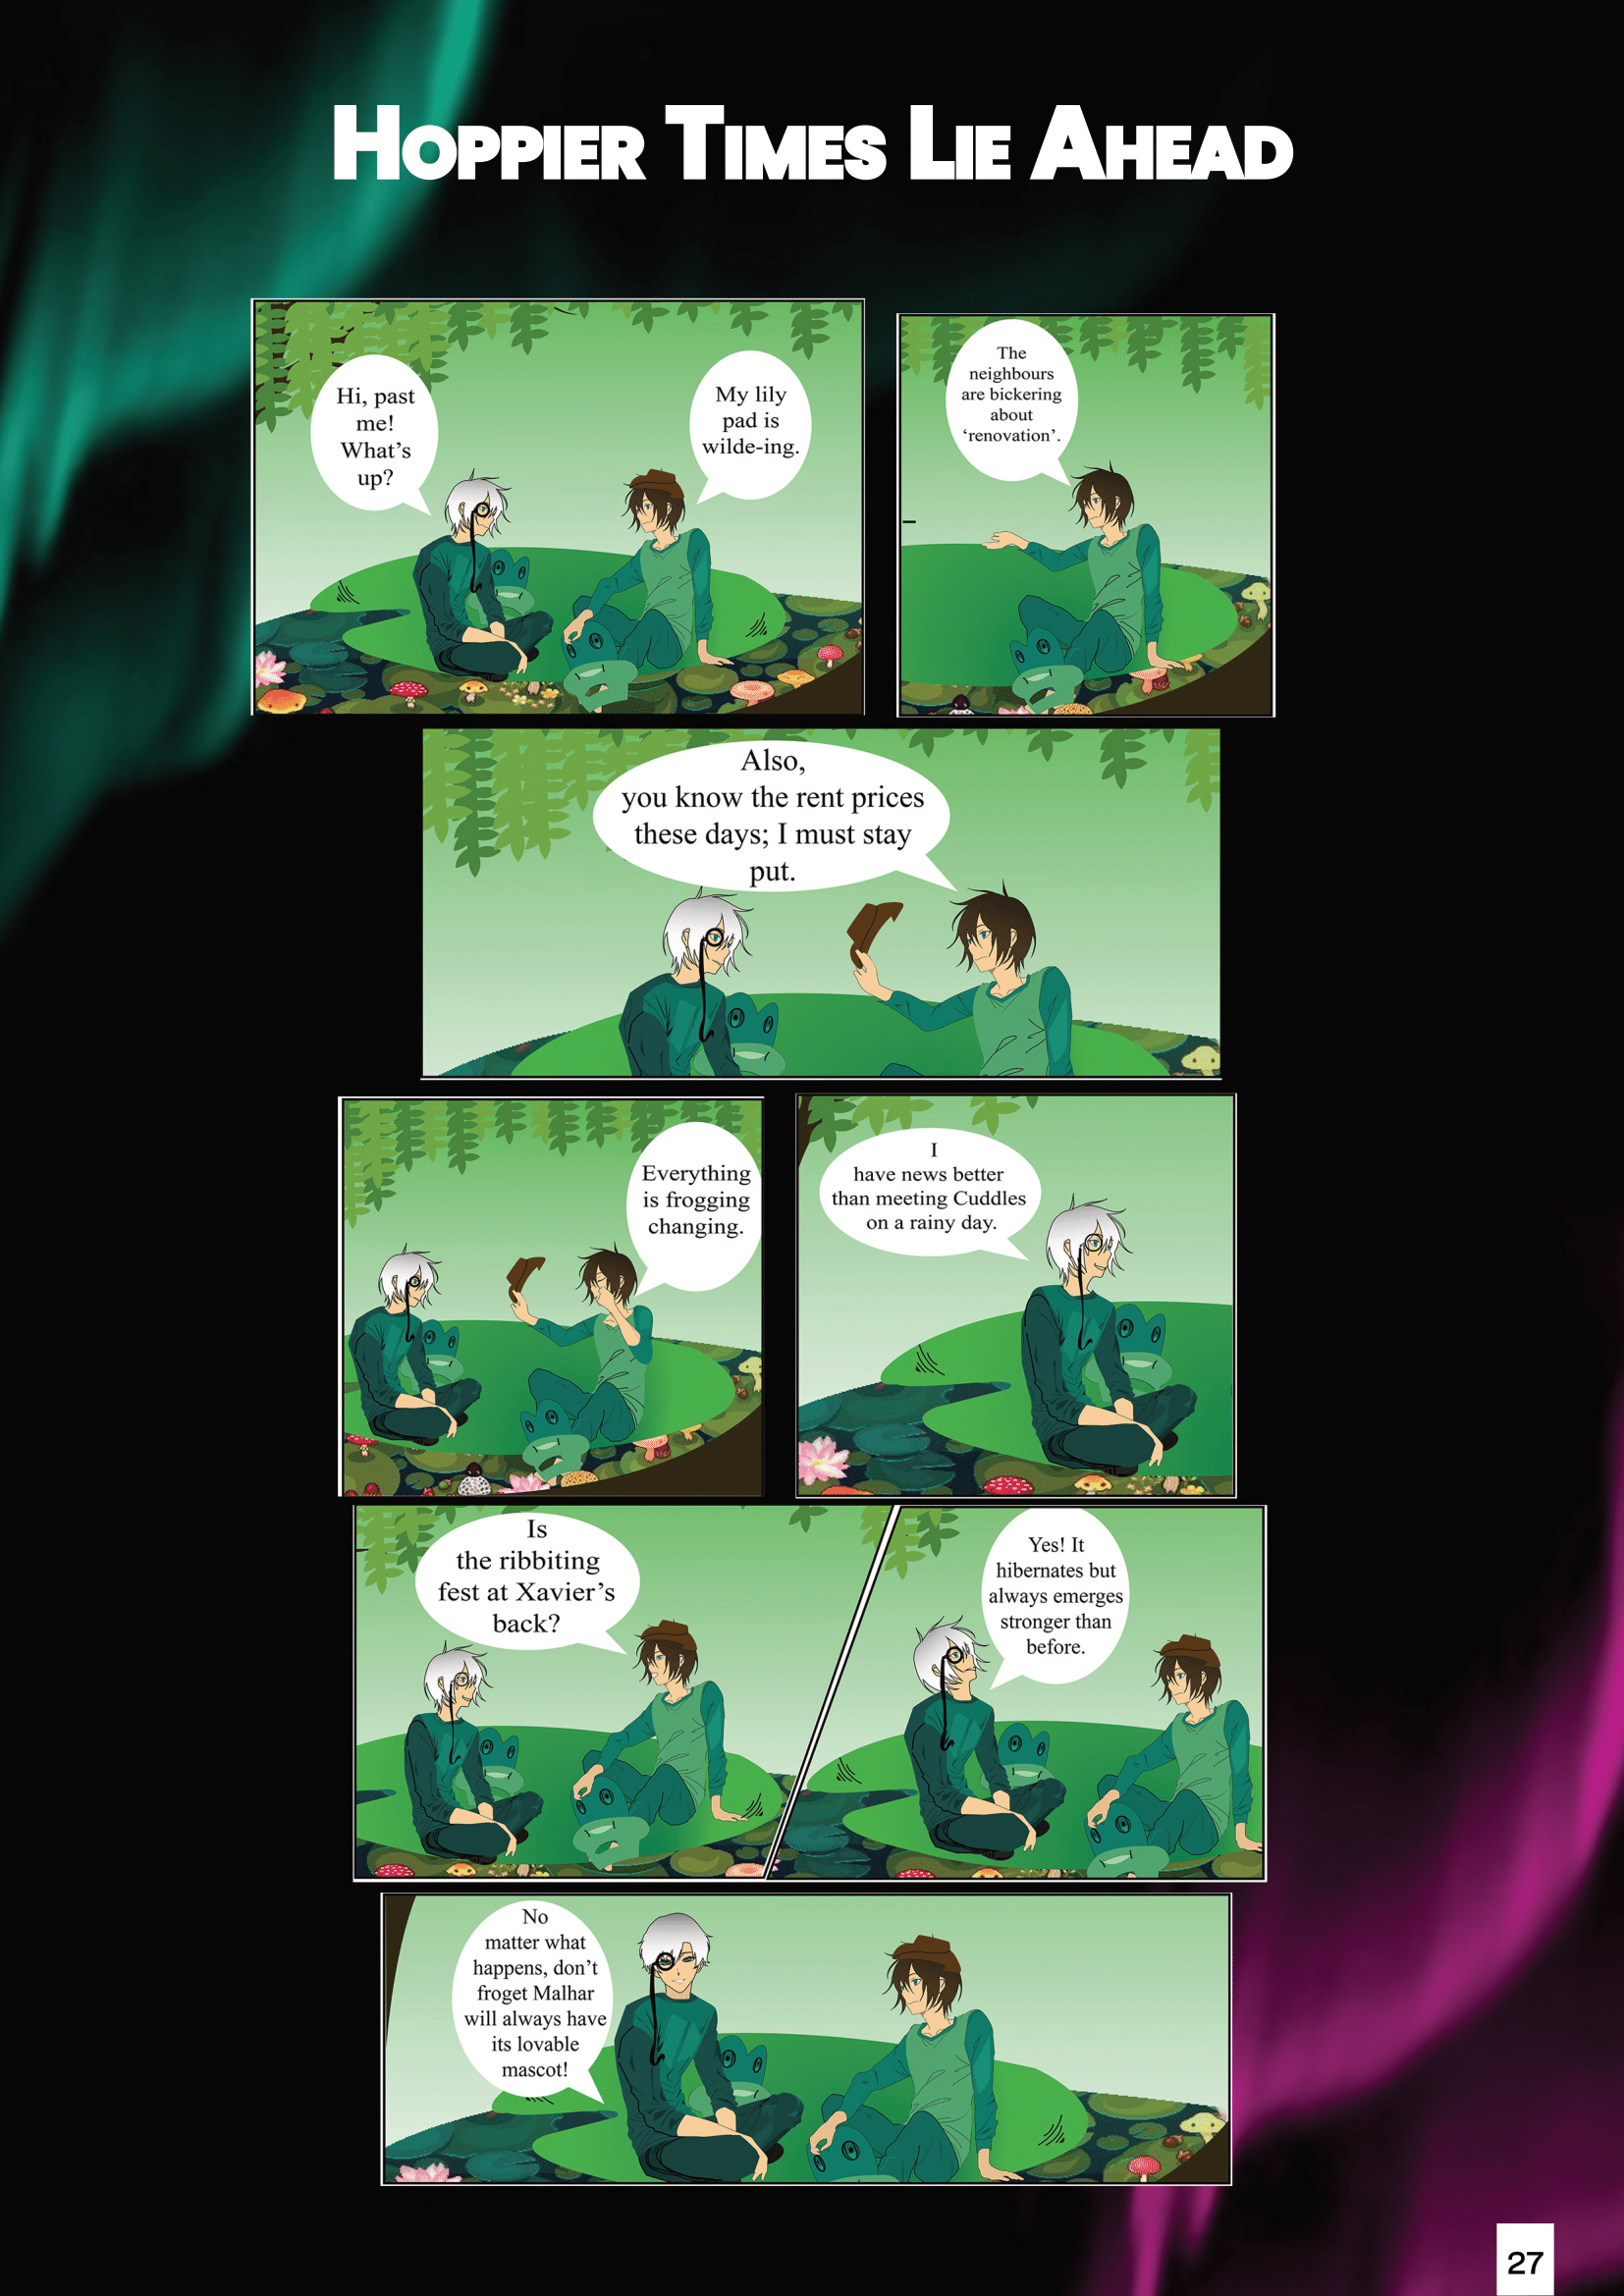 HOPPIER TIMES LIE AHEAD
Hi, past
me!
What's
up?
My lily
pad is
wilde-ing.
The
neighbours
are bickering
about
‘renovation’.
Also,
you know the rent prices
these days; I must stay
put.
Everything
is frogging
changing.
I
have news better
than meeting Cuddles
on a rainy day.
Is
the ribbiting
fest at Xavier’s
back?
Yes! It
hibernates but
always emerges
stronger than
before.
No
matter what
happens, don’t
froget Malhar
will always have
its lovable
mascot!
27